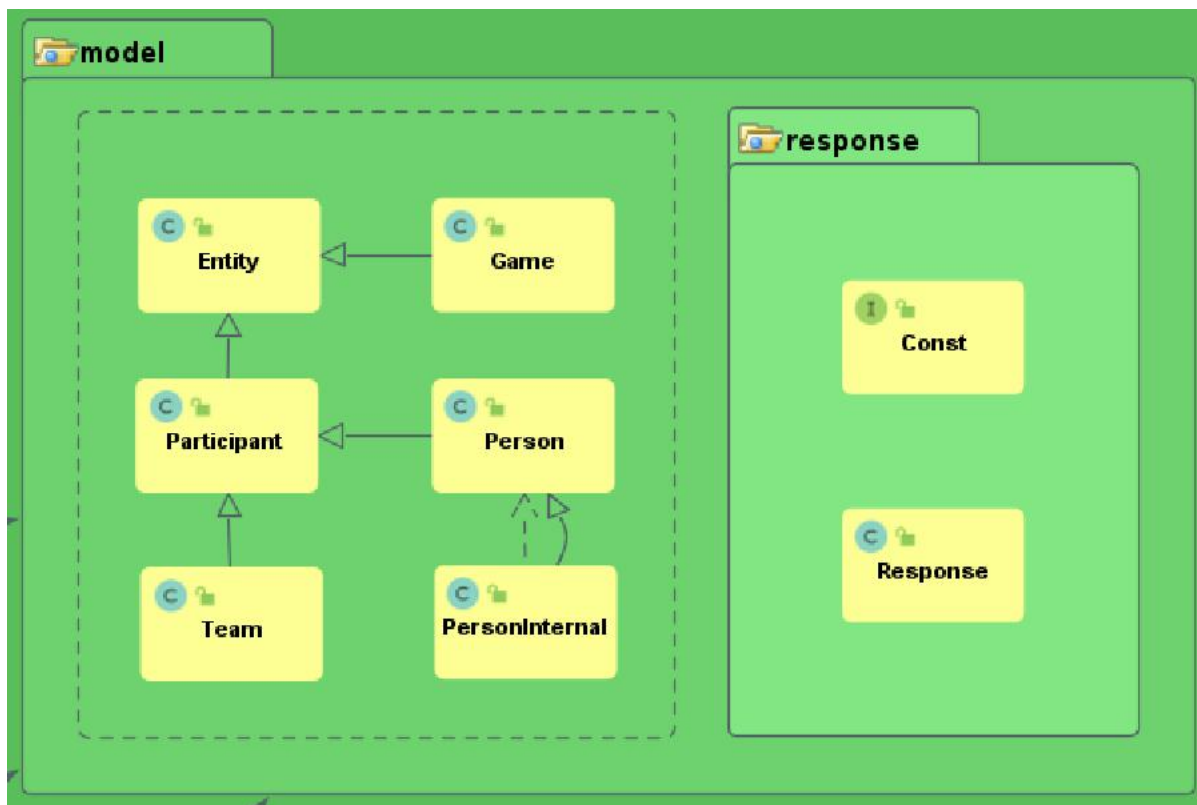 model
response
C
Entity
C
Game
I
Const
C
Participant
C
Person
C
Response
C
Team
C
PersonInternal